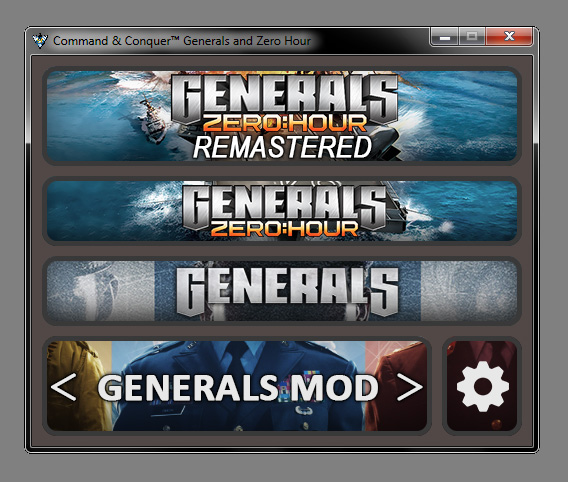 Command & Conquer™ Generals and Zero Hour
GENERALS
ZERO:HOUR
REMASTERED
GENERALS
ZERO:HOUR
GENERALS
< GENERALS MOD >